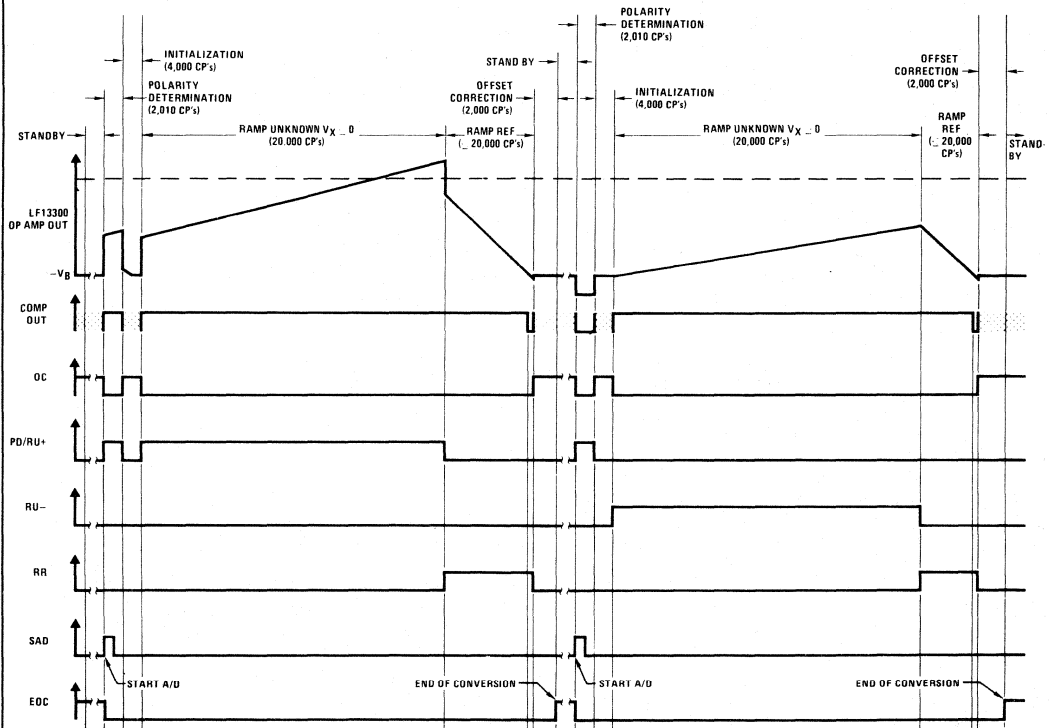 POLARITY
DETERMINATION
(2,010 CP's)
INITIALIZATION
(4,000 CP's)
STAND BY
OFFSET
CORRECTION
(2,000 CP's)
POLARITY
DETERMINATION
(2,010 CP's)
OFFSET
CORRECTION
(2,000 CP's)
INITIALIZATION
(4,000 CP's)
STANDBY
RAMP UNKNOWN VX 0
(20.000 CP's)
RAMP REF
20,000 CP's)
RAMP UNKNOWN VX 0
(20,000 CP's)
RAMP
REF
20,000
CP's)
STAND-
BY
LF13300
OP AMP OUT
-VB
COMP
OUT
OC
PD/RU+
RU-
RR
SAD
START A/D
START A/D
EOC
END OF CONVERSION
END OF CONVERSION